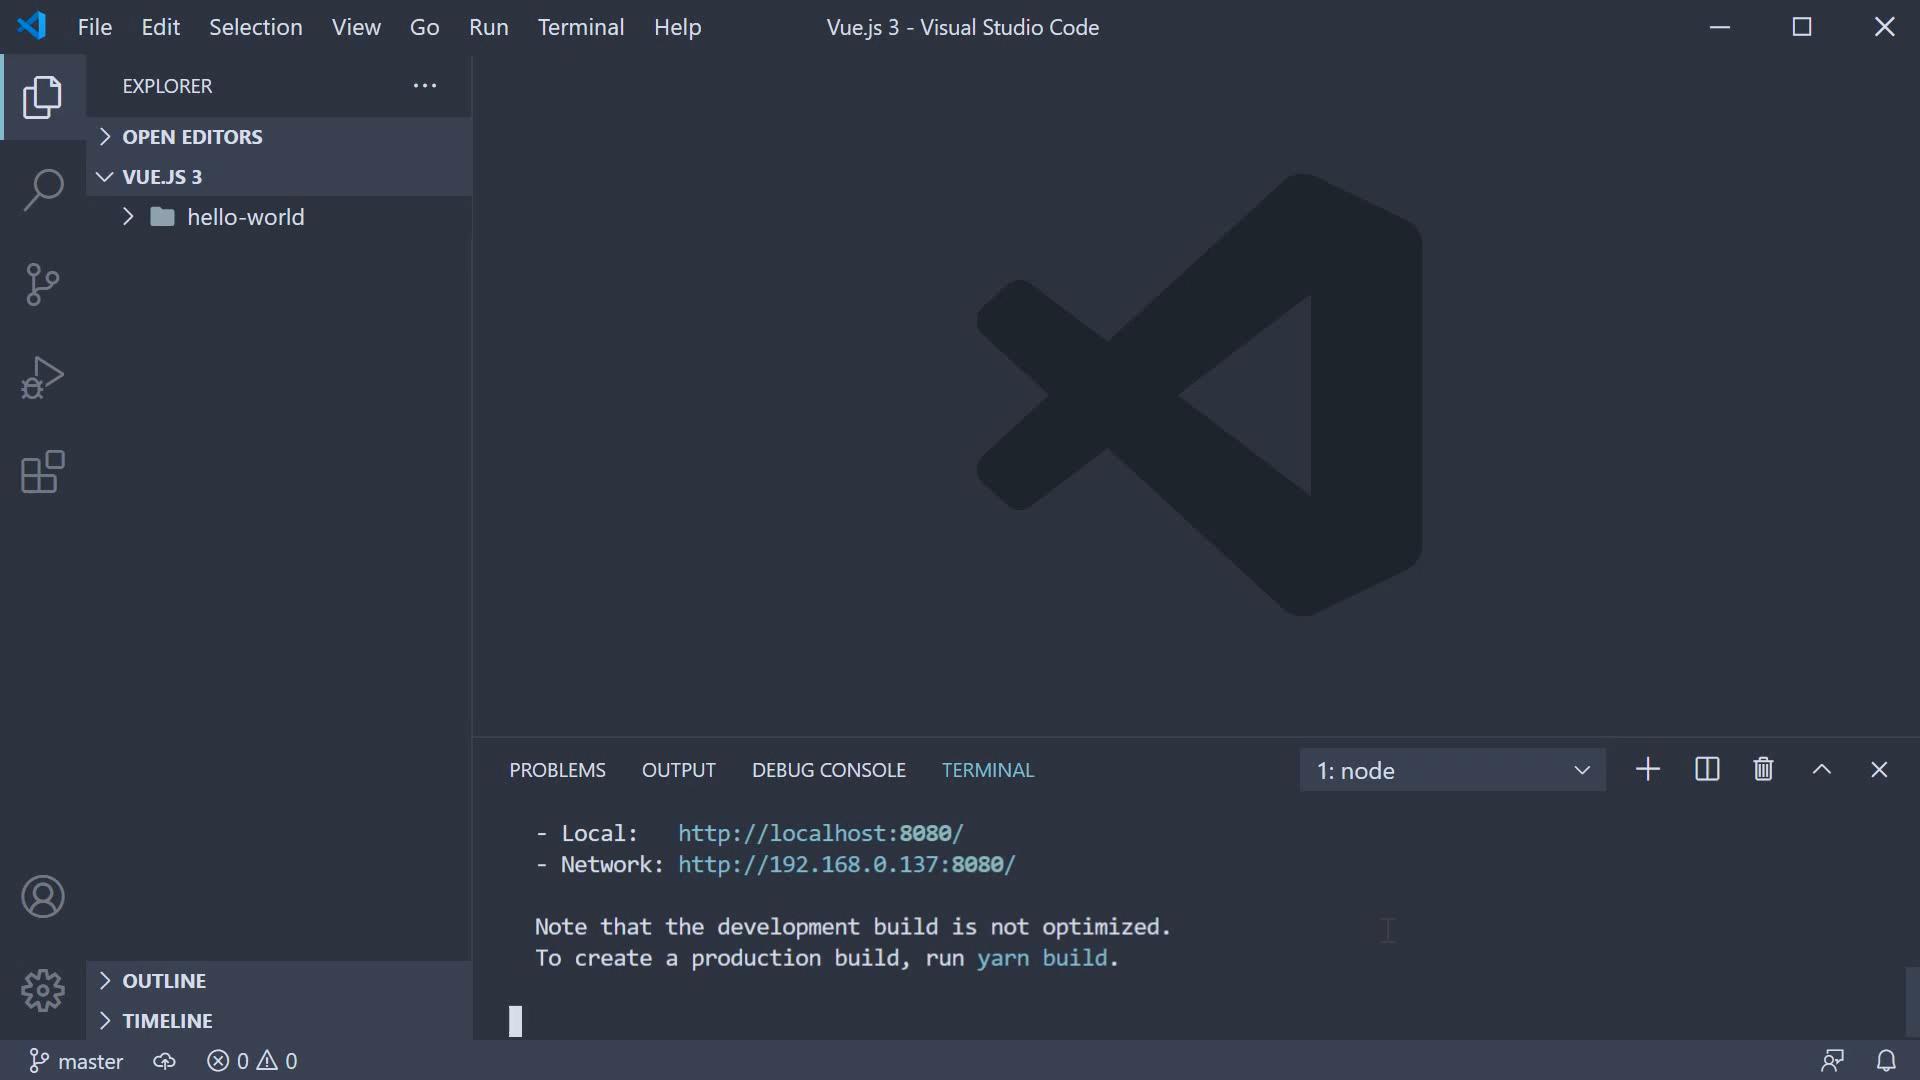 File Edit Selection View Go Run Terminal Help Vue.js 3 - Visual Studio Code
EXPLORER
OPEN EDITORS
VUE.JS 3
hello-world
PROBLEMS OUTPUT DEBUG CONSOLE TERMINAL 1: node
- Local: http://localhost:8080/
- Network: http://192.168.0.137:8080/
Note that the development build is not optimized.
To create a production build, run yarn build.
OUTLINE
TIMELINE
master 0 0